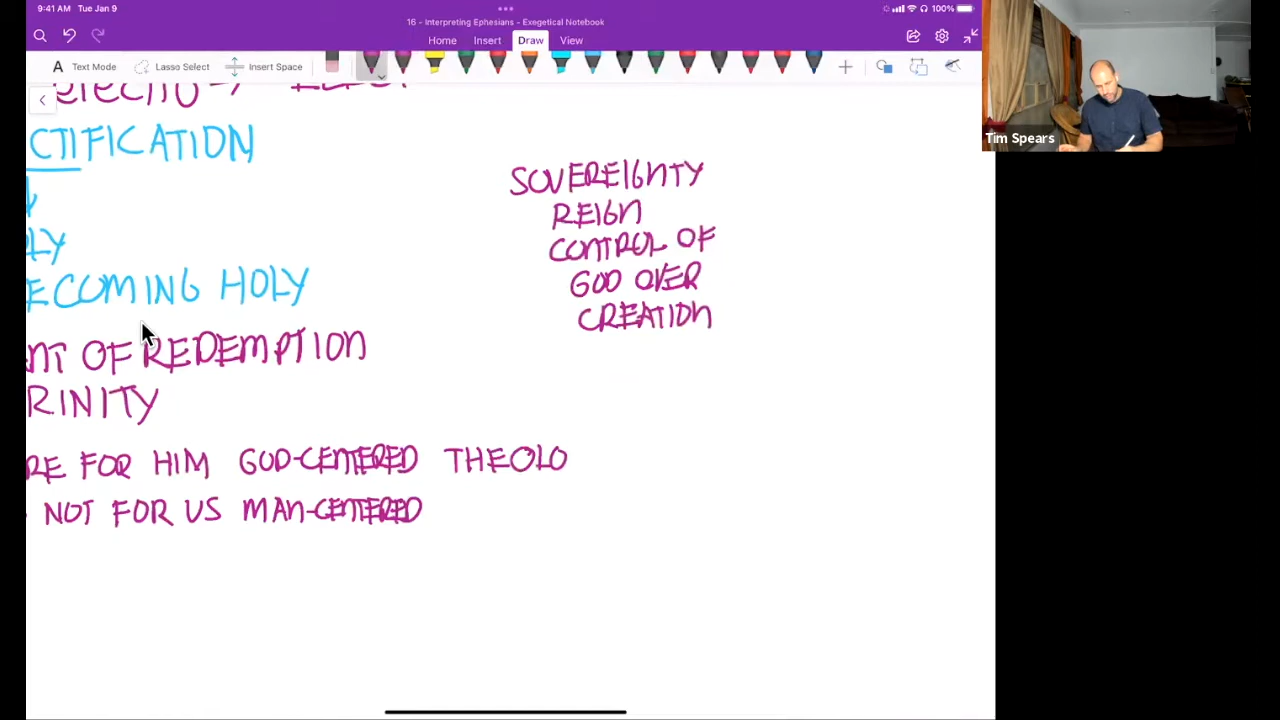 9:41 AM Tue Jan 9
100%
16 - Interpreting Ephesians - Exegetical Notebook
Home Insert Draw View
A Text Mode Lasso Select Insert Space
Tim Spears
CTIFICATION
LY
ECOMING HOLY
NT OF REDEMPTION
RINITY
RE FOR HIM GOD-CENTERED THEOLO
NOT FOR US MAN-CENTERED
SOVEREIGNTY
REIGN
CONTROL OF
GOD OVER
CREATION